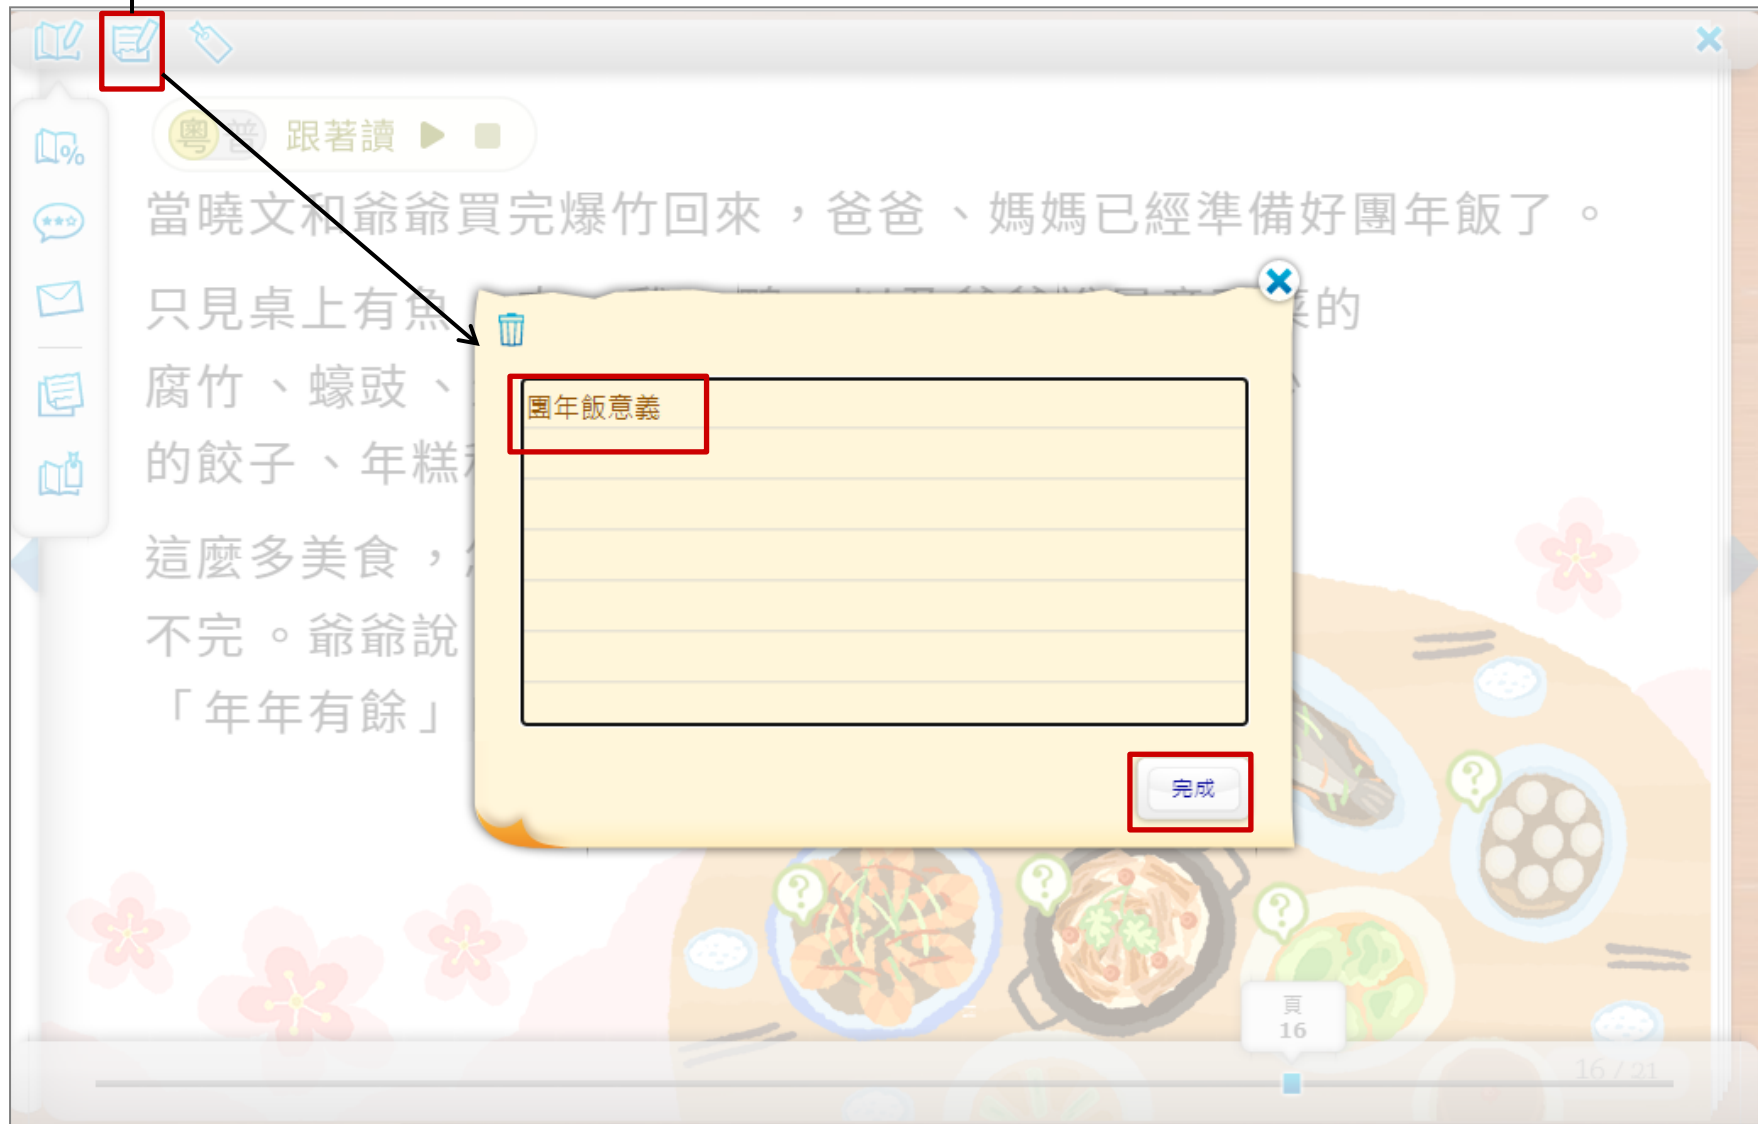 粵 普 跟著讀
當曉文和爺爺買完爆竹回來，爸爸、媽媽已經準備好團年飯了。
只見桌上有魚
菜的
腐竹、蠔豉、
的餃子、年糕
這麼多美食，
不完。爺爺說
「年年有餘」
團年飯意義
完成
頁
16
16 / 21